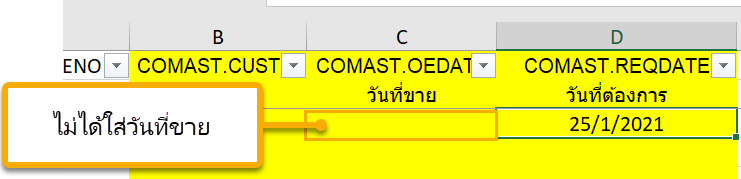 B C D
ENO COMAST.CUST COMAST.OEDAT COMAST.REQDATE
วันที่ขาย วันที่ต้องการ
ไม่ได้ใส่วันที่ขาย 25/1/2021